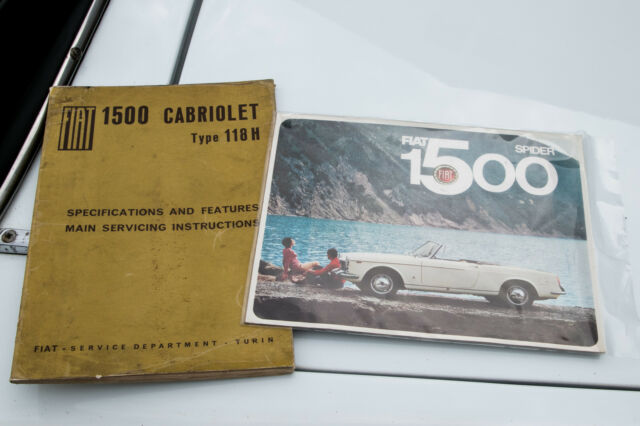 FIAT
1500 CABRIOLET
Type 118 H
SPECIFICATIONS AND FEATURES
MAIN SERVICING INSTRUCTIONS
FIAT - SERVICE DEPARTMENT - TURIN
FIAT
1500
SPIDER
FIAT